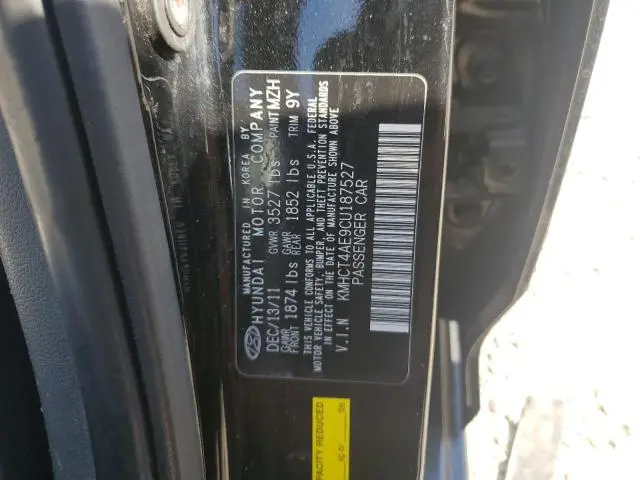 MANUFACTURED IN KOREA BY
HYUNDAI MOTOR COMPANY
DEC/13/11 GVWR 3527 lbs PAINT MZH
GAWR FRONT 1874 lbs GAWR REAR 1852 lbs TRIM 9Y
THIS VEHICLE CONFORMS TO ALL APPLICABLE U.S.A. FEDERAL
MOTOR VEHICLE SAFETY, BUMPER, AND THEFT PREVENTION STANDARDS
IN EFFECT ON THE DATE OF MANUFACTURE SHOWN ABOVE
V.I.N KMHCT4AE9CU187527
PASSENGER CAR
PACITY REDUCED